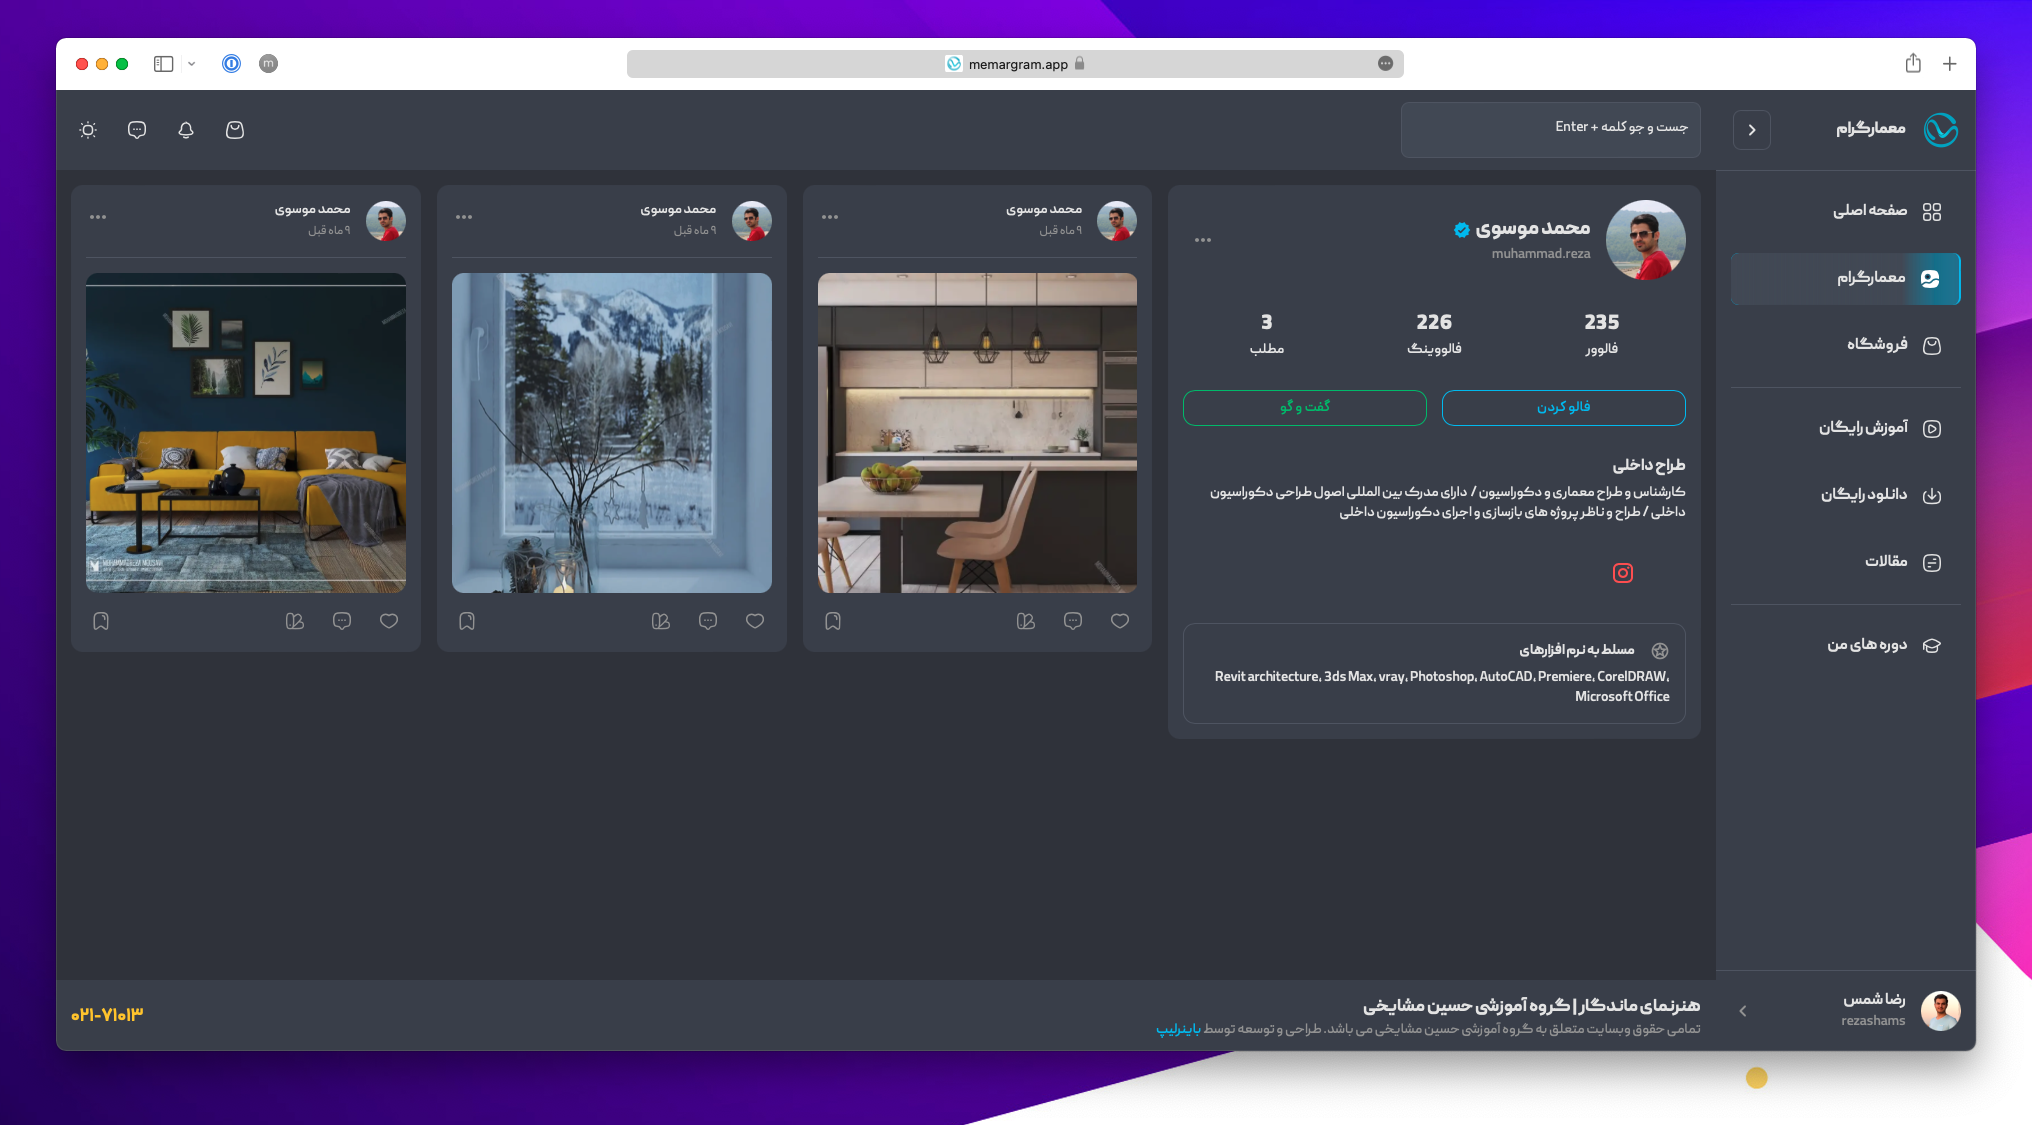 m
memargram.app
معمارگرام
جست و جو کلمه + Enter
صفحه اصلی
معمارگرام
فروشگاه
آموزش رایگان
دانلود رایگان
مقالات
دوره های من
رضا شمس
rezashams
محمد موسوی
muhammad.reza
235
فالوور
226
فالووینگ
3
مطلب
فالو کردن
گفت و گو
طراح داخلی
کارشناس و طراح معماری و دکوراسیون / دارای مدرک بین المللی اصول طراحی دکوراسیون
داخلی / طراح و ناظر پروژه های بازسازی و اجرای دکوراسیون داخلی
مسلط به نرم افزارهای
Revit architecture, 3ds Max, vray, Photoshop, AutoCAD, Premiere, CorelDRAW,
Microsoft Office
محمد موسوی
۹ ماه قبل
محمد موسوی
۹ ماه قبل
محمد موسوی
۹ ماه قبل
هنرنمای ماندگار | گروه آموزشی حسین مشایخی
تمامی حقوق وبسایت متعلق به گروه آموزشی حسین مشایخی می باشد. طراحی و توسعه توسط باینرلیپ
۰۲۱-۷۱۰۱۳